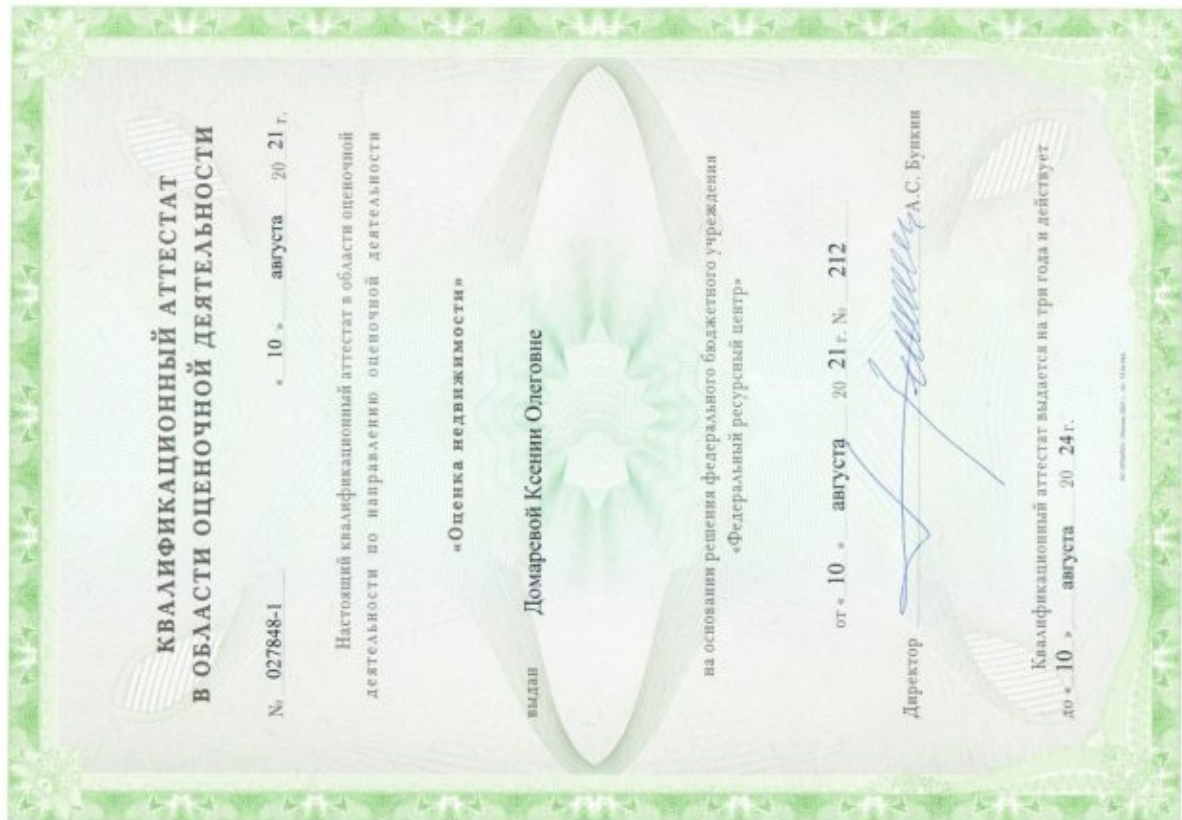 КВАЛИФИКАЦИОННЫЙ АТТЕСТАТ
В ОБЛАСТИ ОЦЕНОЧНОЙ ДЕЯТЕЛЬНОСТИ
№ 027848-1 « 10 » августа 20 21 г.
Настоящий квалификационный аттестат в области оценочной
деятельности по направлению оценочной деятельности
«Оценка недвижимости»
выдан Домаревой Ксении Олеговне
на основании решения федерального бюджетного учреждения
«Федеральный ресурсный центр»
от « 10 » августа 20 21 г. № 212
Директор А.С. Бункин
Квалификационный аттестат выдается на три года и действует
до « 10 » августа 20 24 г.